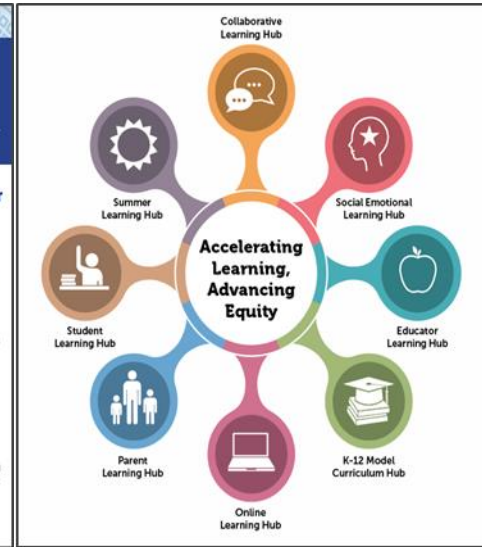 Collaborative
Learning Hub
Social Emotional
Learning Hub
Educator
Learning Hub
K-12 Model
Curriculum Hub
Online
Learning Hub
Parent
Learning Hub
Student
Learning Hub
Summer
Learning Hub
Accelerating
Learning,
Advancing
Equity